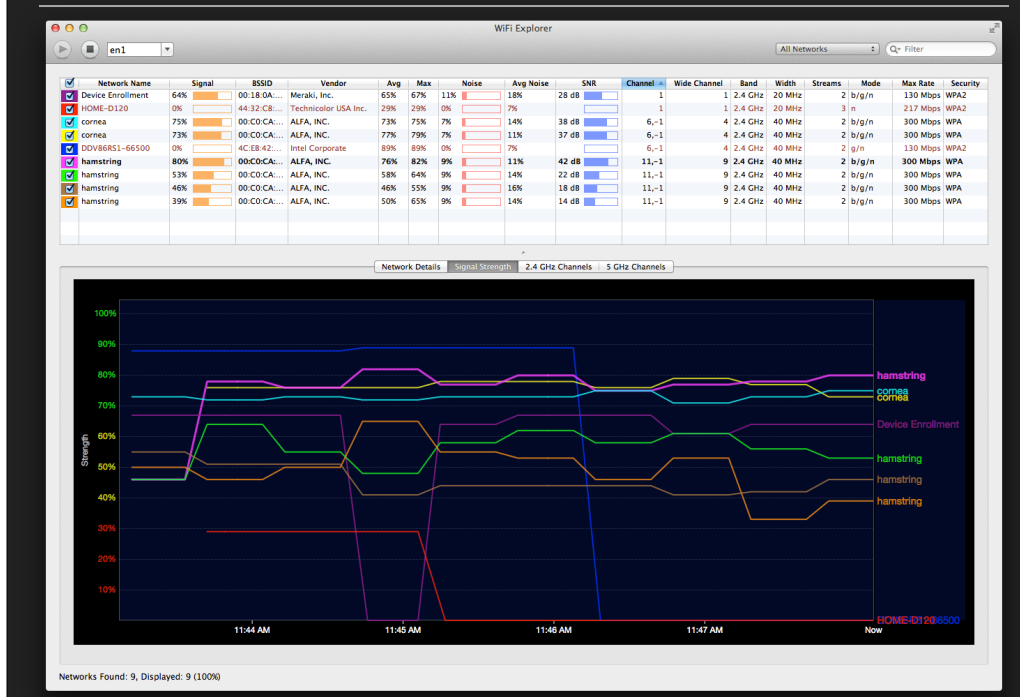 WiFi Explorer
en1 All Networks Filter
Network Name Signal BSSID Vendor Avg Max Noise Avg Noise SNR Channel Wide Channel Band Width Streams Mode Max Rate Security
Device Enrollment 64% 00:18:0A:... Meraki, Inc. 65% 67% 11% 18% 28 dB 1 1 2.4 GHz 20 MHz 2 b/g/n 130 Mbps WPA2
HOME-D120 0% 44:32:C8:... Technicolor USA Inc. 29% 29% 0% 7% 1 1 2.4 GHz 20 MHz 3 n 217 Mbps WPA2
cornea 75% 00:C0:CA:... ALFA, INC. 73% 75% 7% 14% 38 dB 6,-1 4 2.4 GHz 40 MHz 2 b/g/n 300 Mbps WPA
cornea 73% 00:C0:CA:... ALFA, INC. 77% 79% 7% 11% 37 dB 6,-1 4 2.4 GHz 40 MHz 2 b/g/n 300 Mbps WPA
DDV86RS1-66500 0% 4C:EB:42:... Intel Corporate 89% 89% 0% 7% 6,-1 4 2.4 GHz 40 MHz 2 g/n 300 Mbps WPA2
hamstring 80% 00:C0:CA:... ALFA, INC. 76% 82% 9% 11% 42 dB 11,-1 9 2.4 GHz 40 MHz 2 b/g/n 300 Mbps WPA
hamstring 53% 00:C0:CA:... ALFA, INC. 58% 64% 9% 14% 22 dB 11,-1 9 2.4 GHz 40 MHz 2 b/g/n 300 Mbps WPA
hamstring 46% 00:C0:CA:... ALFA, INC. 46% 55% 9% 16% 18 dB 11,-1 9 2.4 GHz 40 MHz 2 b/g/n 300 Mbps WPA
hamstring 39% 00:C0:CA:... ALFA, INC. 50% 65% 9% 14% 14 dB 11,-1 9 2.4 GHz 40 MHz 2 b/g/n 300 Mbps WPA
Network Details Signal Strength 2.4 GHz Channels 5 GHz Channels
100%
90%
80%
70%
60%
50%
40%
30%
20%
10%
Strength
hamstring
cornea
cornea
Device Enrollment
hamstring
hamstring
hamstring
HOME-D120
11:44 AM 11:45 AM 11:46 AM 11:47 AM Now
Networks Found: 9, Displayed: 9 (100%)